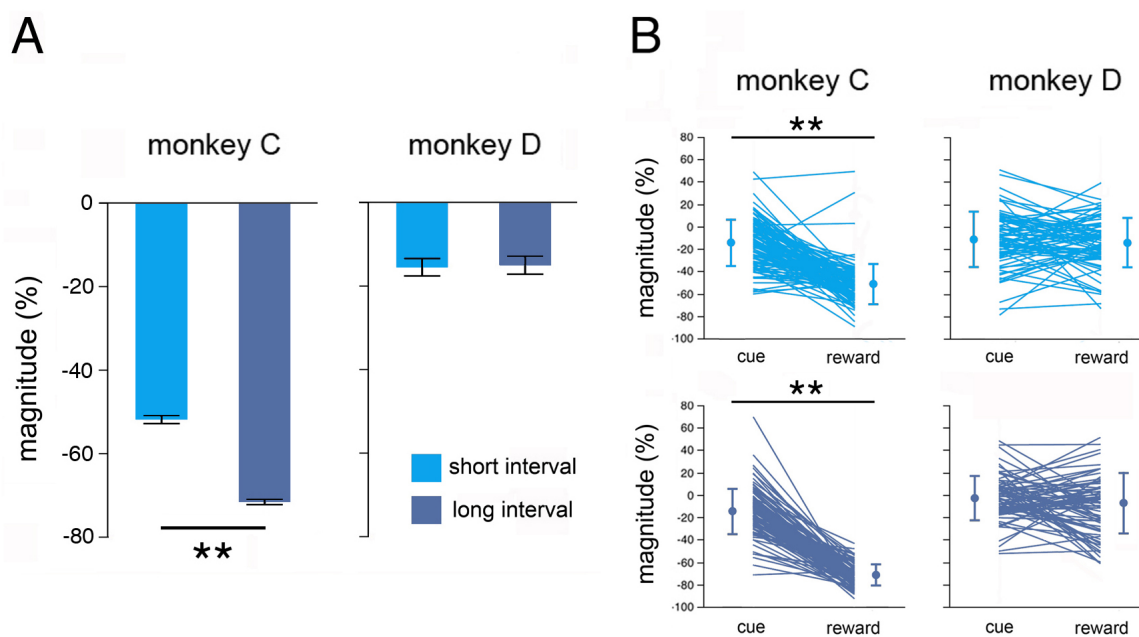 A
monkey C
monkey D
magnitude (%)
0
-20
-40
-60
-80
**
short interval
long interval
B
monkey C
monkey D
**
magnitude (%)
80
60
40
20
0
-20
-40
-60
-80
-100
cue
reward
cue
reward
**
magnitude (%)
80
60
40
20
0
-20
-40
-60
-80
-100
cue
reward
cue
reward